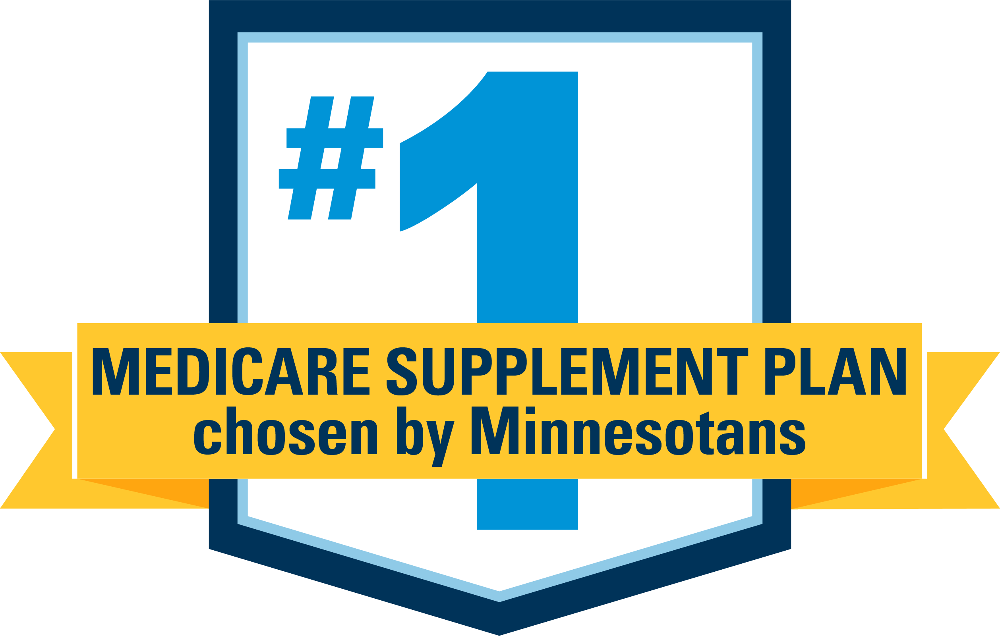 #1
MEDICARE SUPPLEMENT PLAN
chosen by Minnesotans